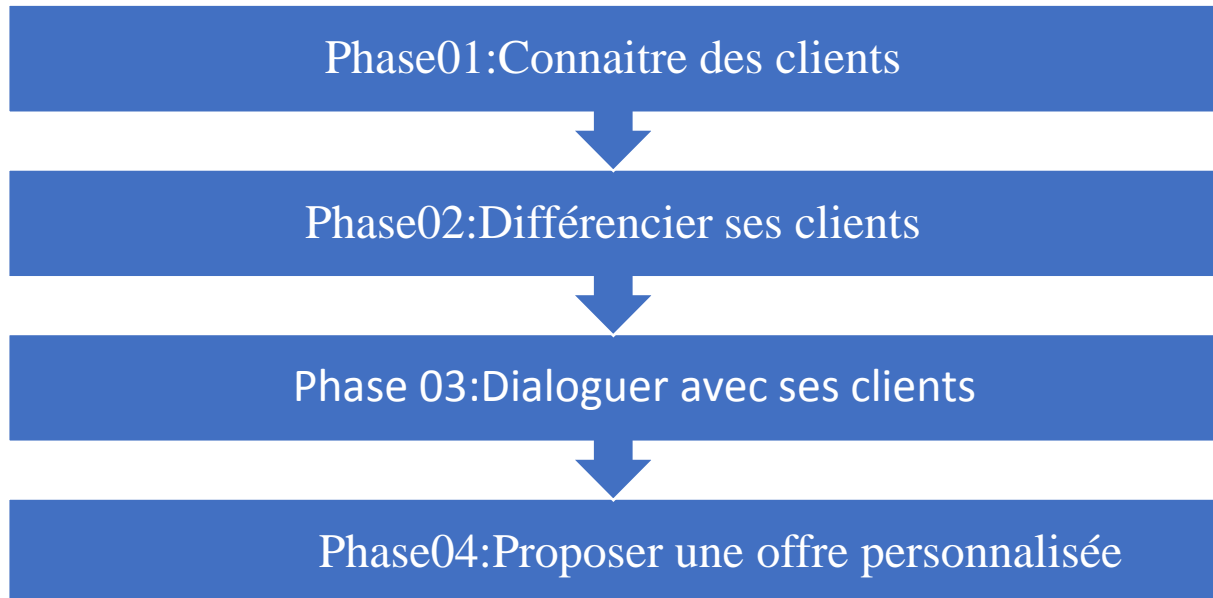 Phase01:Connaitre des clients
Phase02:Différencier ses clients
Phase 03:Dialoguer avec ses clients
Phase04:Proposer une offre personnalisée